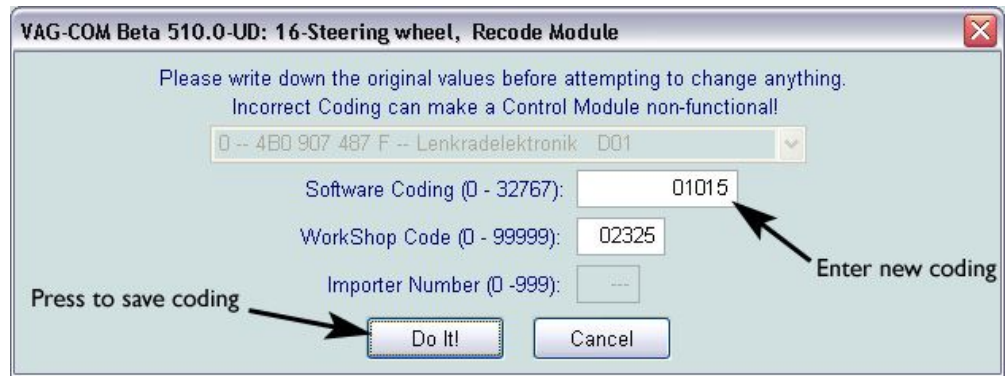 VAG-COM Beta 510.0-UD: 16-Steering wheel, Recode Module
Please write down the original values before attempting to change anything.
Incorrect Coding can make a Control Module non-functional!
0 -- 4B0 907 487 F -- Lenkradelektronik D01
Software Coding (0 - 32767): 01015
WorkShop Code (0 - 99999): 02325
Enter new coding
Importer Number (0 -999): ---
Press to save coding
Do It! Cancel